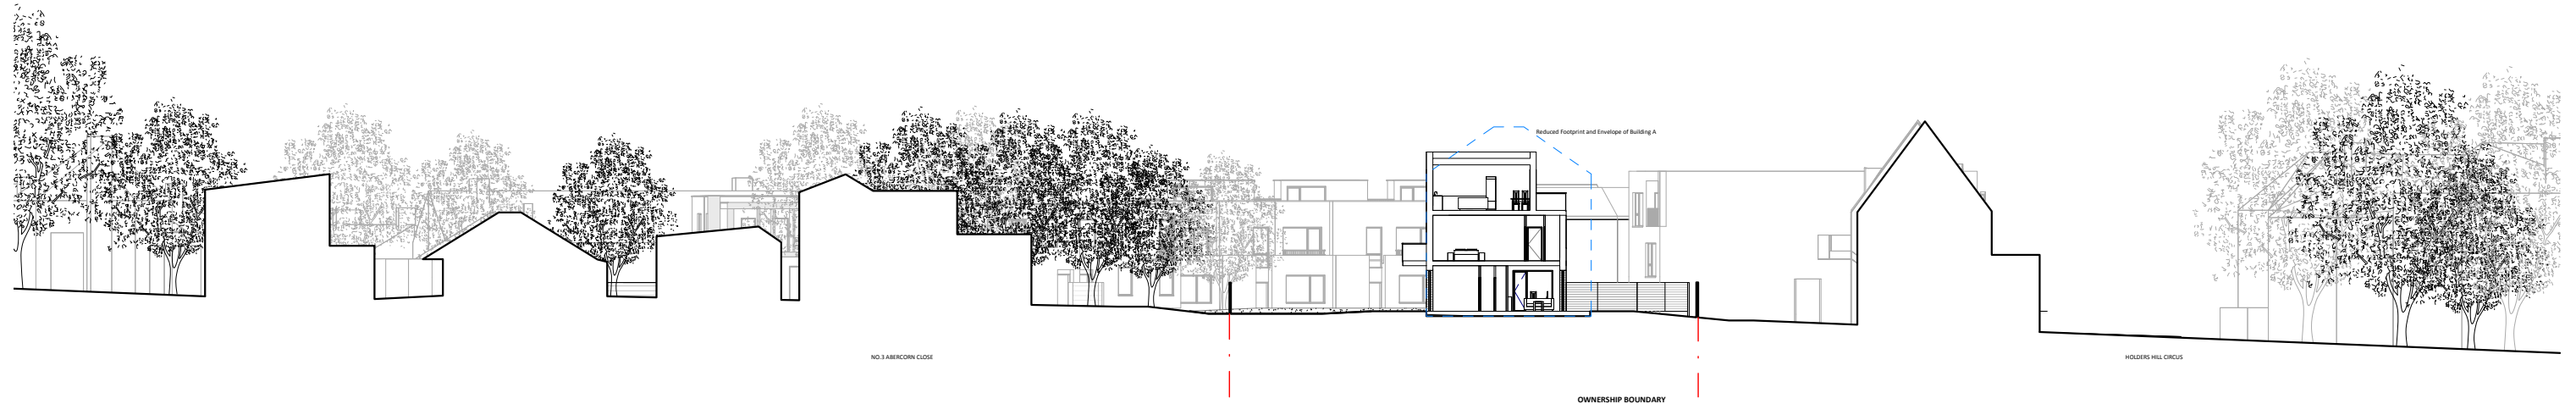 Reduced Footprint and Envelope of Building A
NO.3 ABERCORN CLOSE
HOLDERS HILL CIRCUS
OWNERSHIP BOUNDARY